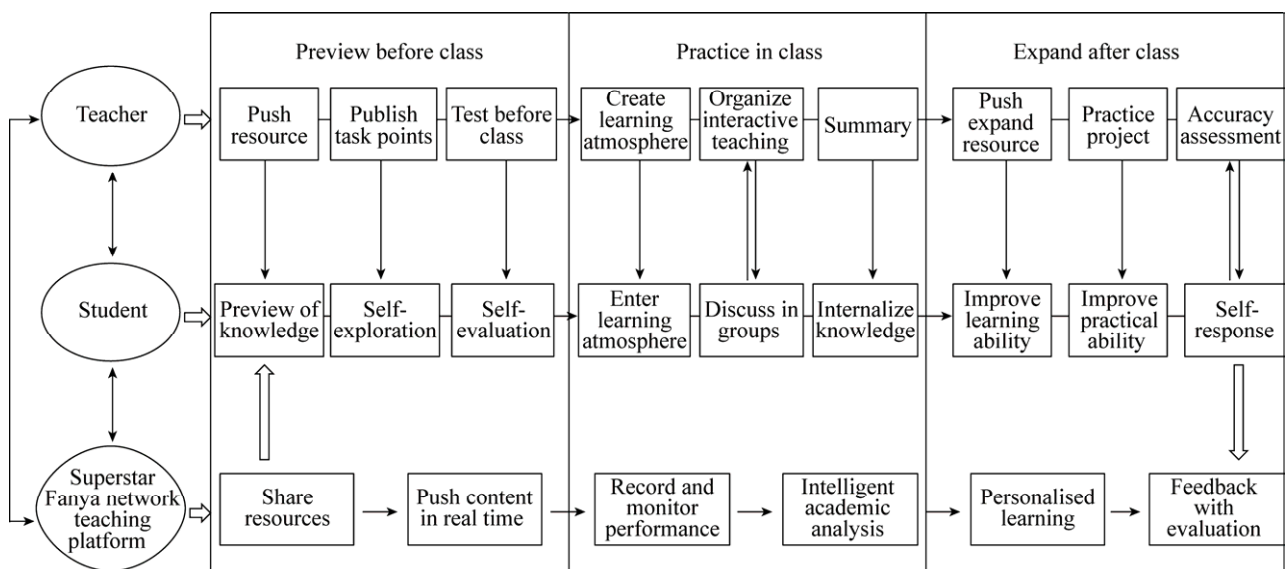 Preview before class
Practice in class
Expand after class
Teacher
Push
resource
Publish
task points
Test before
class
Create
learning
atmosphere
Organize
interactive
teaching
Summary
Push
expand
resource
Practice
project
Accuracy
assessment
Student
Preview of
knowledge
Self-
exploration
Self-
evaluation
Enter
learning
atmosphere
Discuss in
groups
Internalize
knowledge
Improve
learning
ability
Improve
practical
ability
Self-
response
Superstar
Fanya network
teaching
platform
Share
resources
Push content
in real time
Record and
monitor
performance
Intelligent
academic
analysis
Personalised
learning
Feedback
with
evaluation